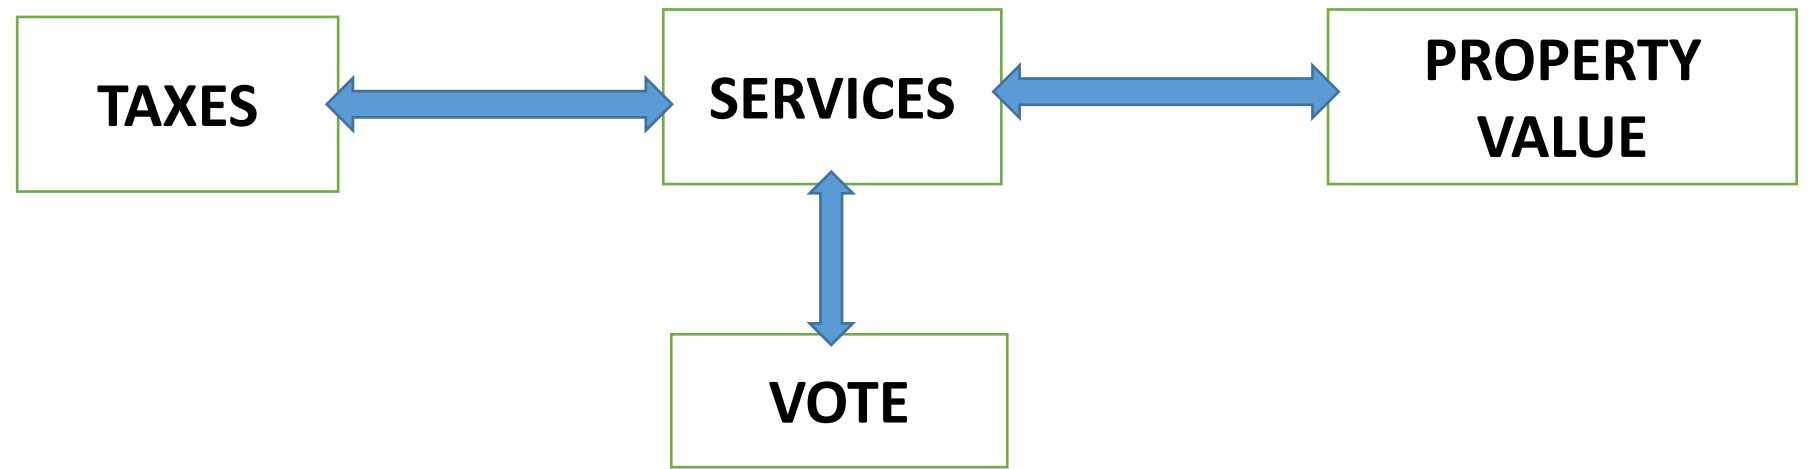 TAXES
SERVICES
PROPERTY
VALUE
VOTE